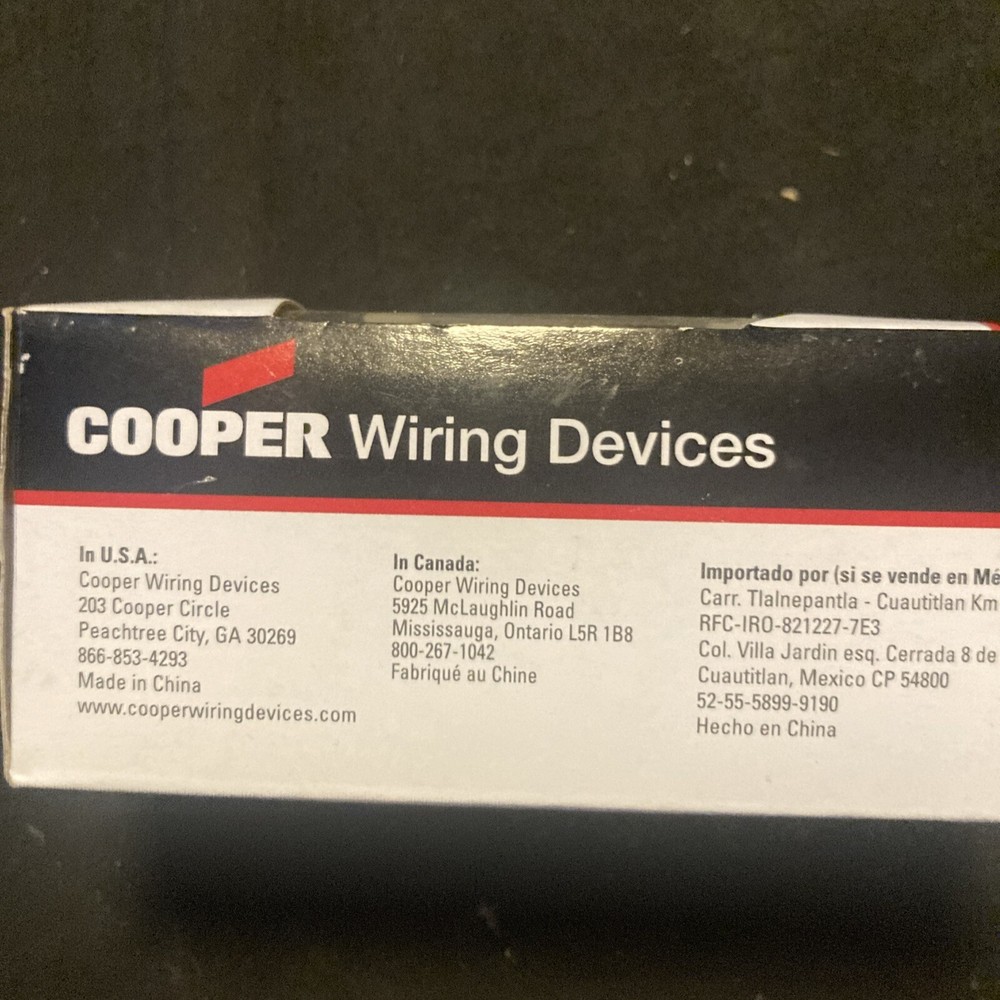 COOPER Wiring Devices
In U.S.A.:
Cooper Wiring Devices
203 Cooper Circle
Peachtree City, GA 30269
866-853-4293
Made in China
www.cooperwiringdevices.com
In Canada:
Cooper Wiring Devices
5925 McLaughlin Road
Mississauga, Ontario L5R 1B8
800-267-1042
Fabriqué au Chine
Importado por (si se vende en Mé
Carr. Tlalnepantla - Cuautitlan Km
RFC-IRO-821227-7E3
Col. Villa Jardin esq. Cerrada 8 de
Cuautitlan, Mexico CP 54800
52-55-5899-9190
Hecho en China